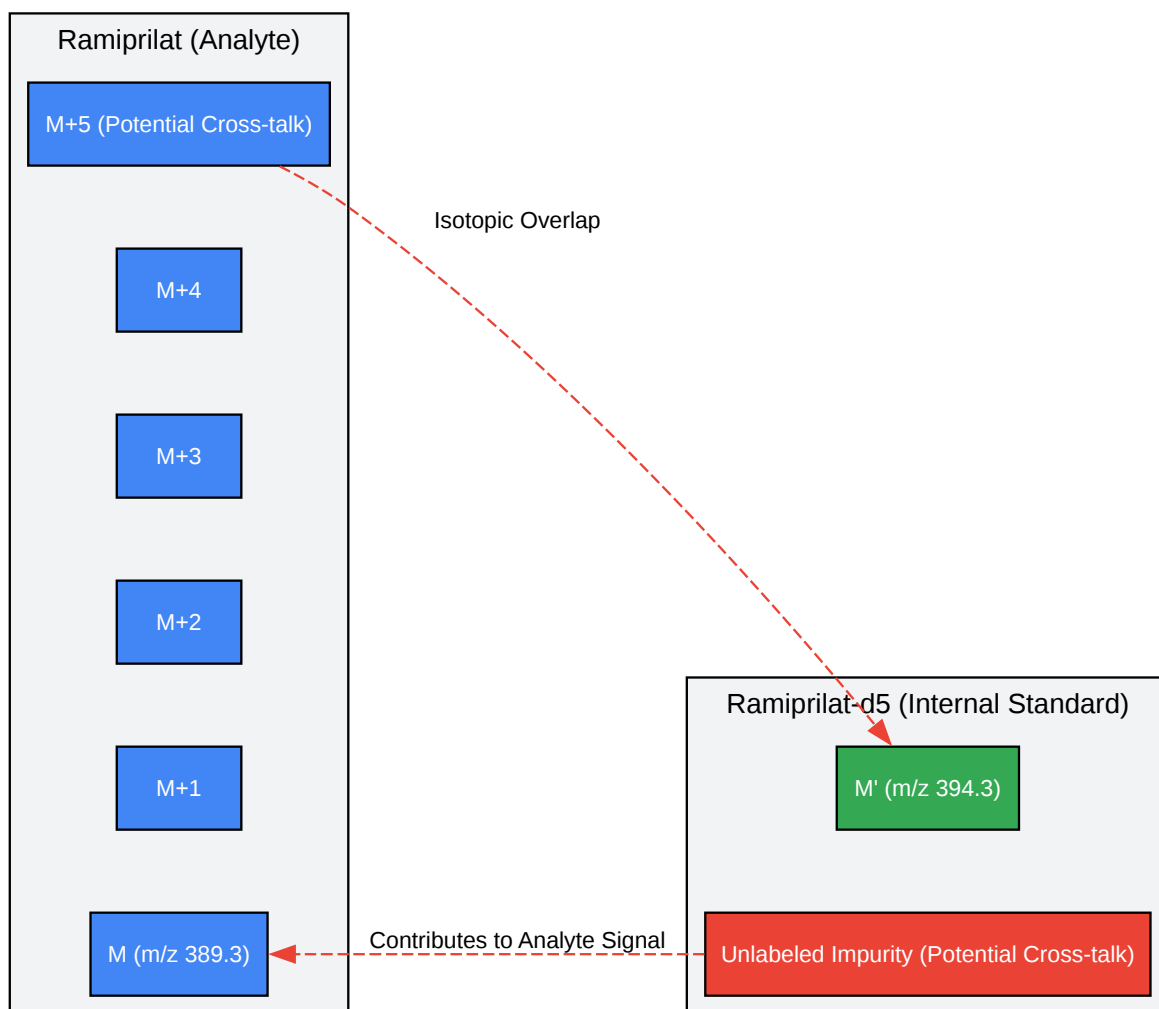 Ramiprilat (Analyte)
M+5 (Potential Cross-talk)
Isotopic Overlap
M+4
M+3
M+2
Ramiprilat-d5 (Internal Standard)
M+1
M' (m/z 394.3)
M (m/z 389.3)
Contributes to Analyte Signal
Unlabeled Impurity (Potential Cross-talk)